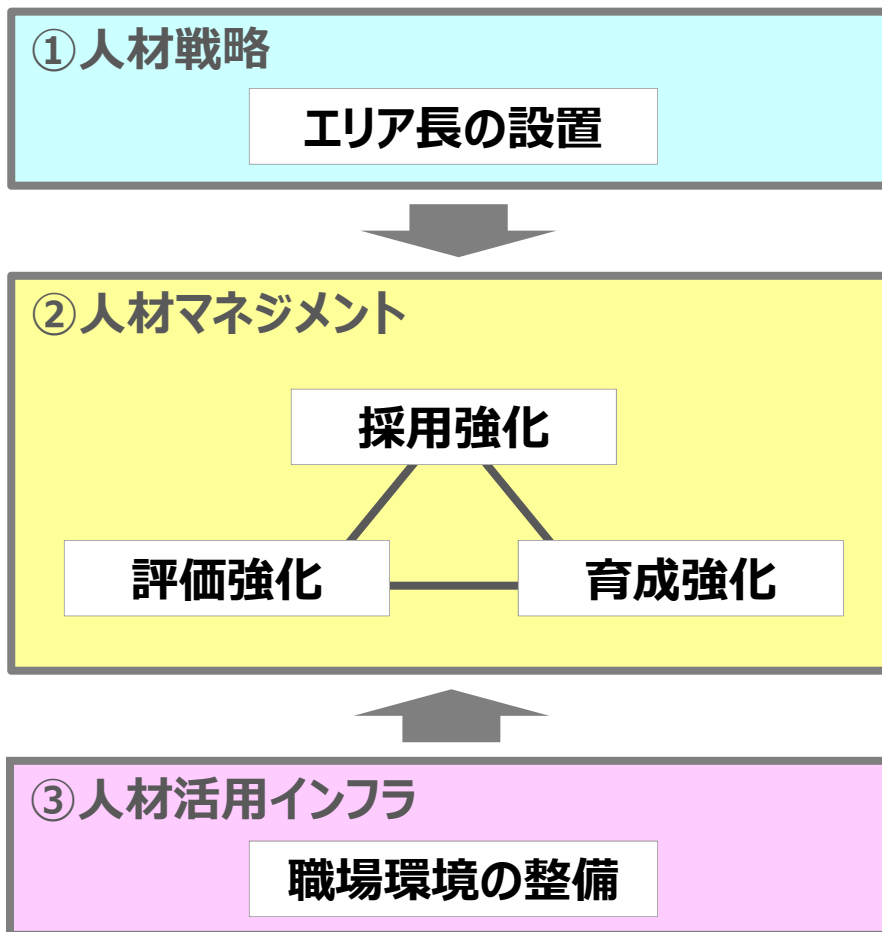 ①人材戦略
エリア長の設置
②人材マネジメント
採用強化
評価強化
育成強化
③人材活用インフラ
職場環境の整備